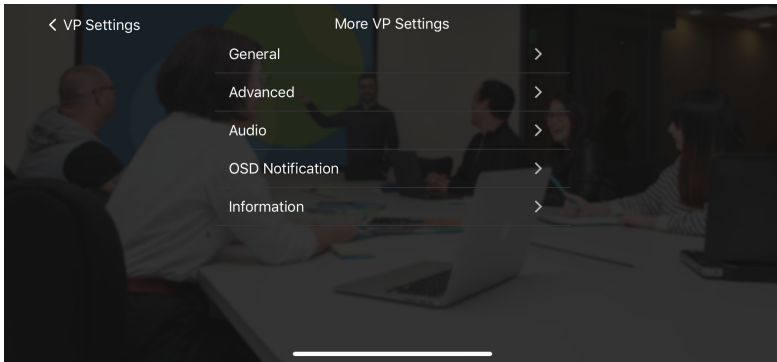 VP Settings
More VP Settings
General
Advanced
Audio
OSD Notification
Information